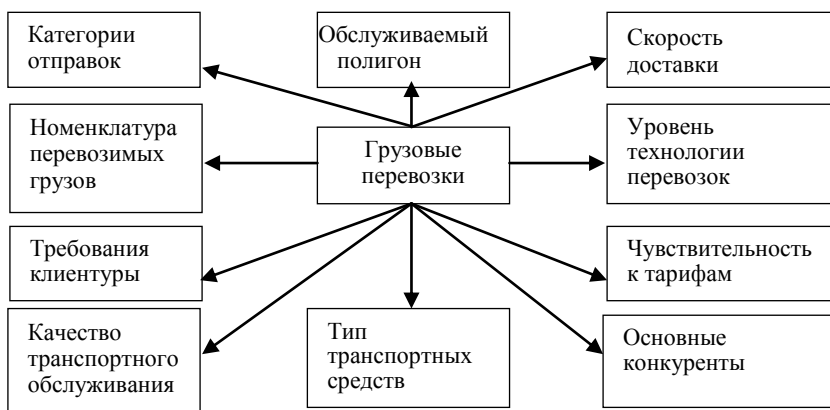 Категории
отправок
Обслуживаемый
полигон
Скорость
доставки
Номенклатура
перевозимых
грузов
Грузовые
перевозки
Уровень
технологии
перевозок
Требования
клиентуры
Чувствительность
к тарифам
Качество
транспортного
обслуживания
Тип
транспортных
средств
Основные
конкуренты